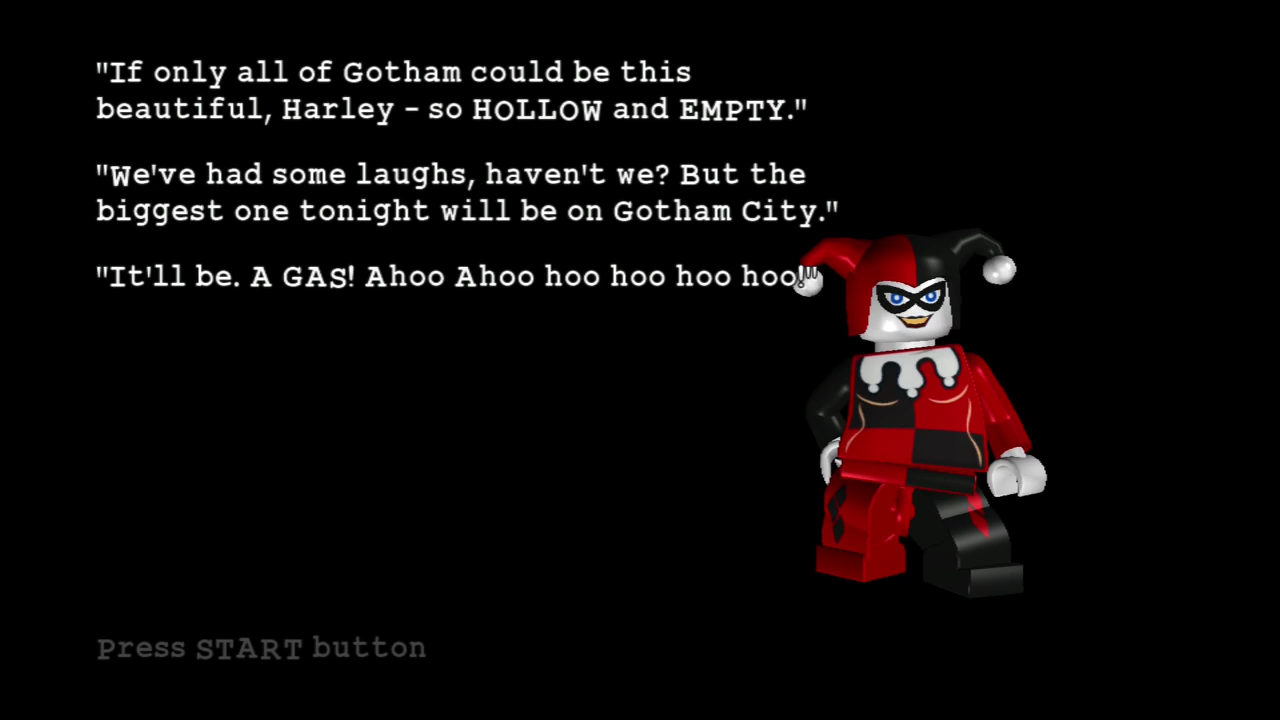 "If only all of Gotham could be this
beautiful, Harley - so HOLLOW and EMPTY."
"We've had some laughs, haven't we? But the
biggest one tonight will be on Gotham City."
"It'll be. A GAS! Ahoo Ahoo hoo hoo hoo hoo!"
Press START button